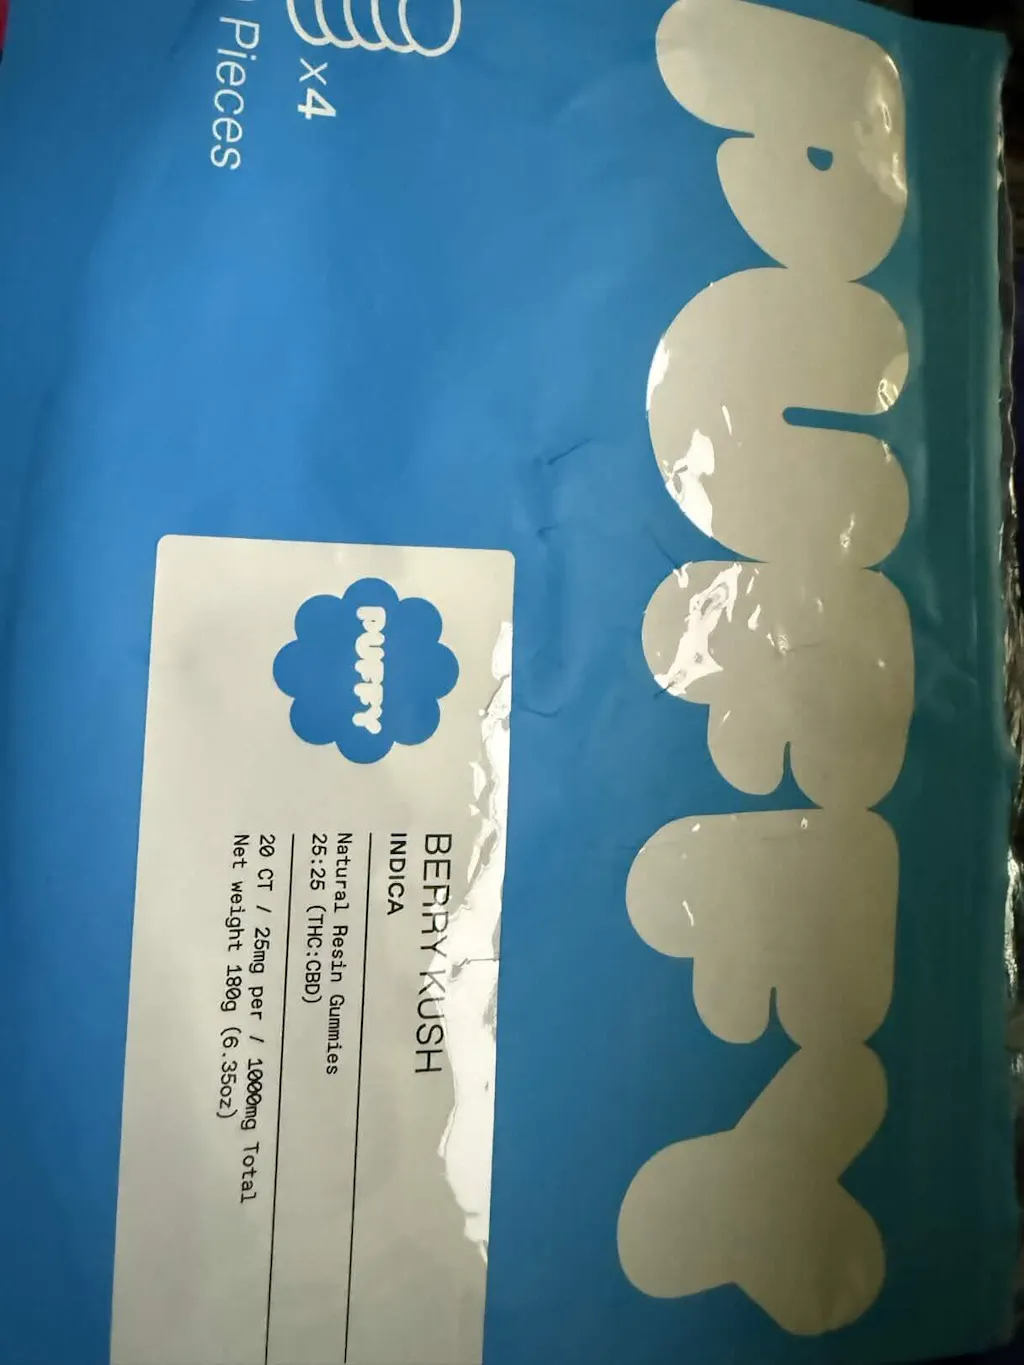 PUFFY
x4
Pieces
PUFFY
BERRY KUSH
INDICA
Natural Resin Gummies
25:25 (THC:CBD)
20 CT / 25mg per / 1000mg Total
Net weight 180g (6.35oz)